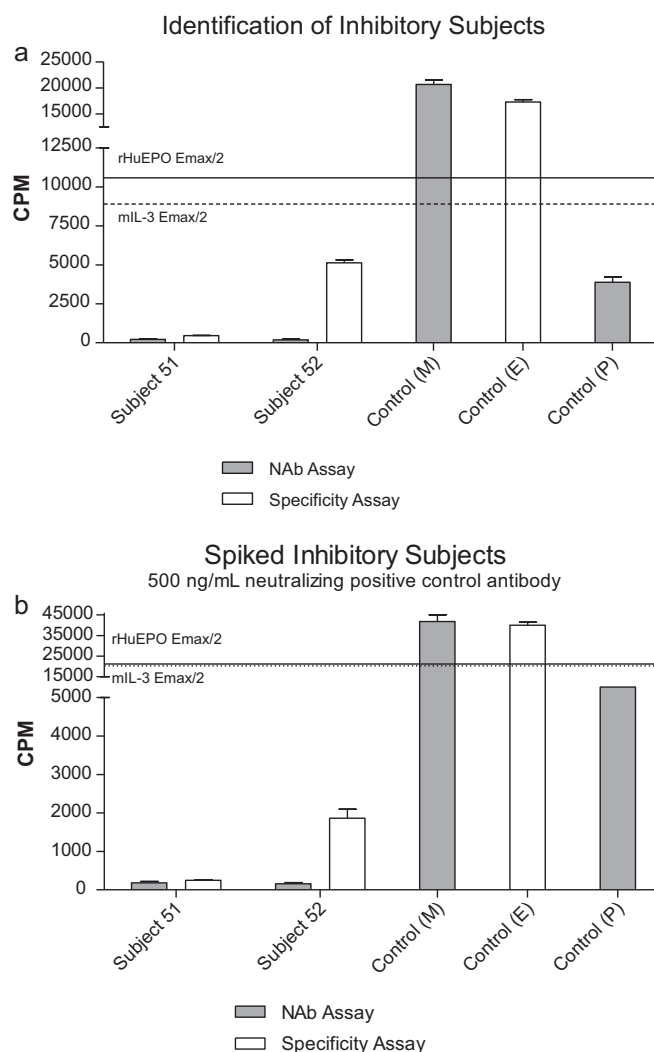 Identification of Inhibitory Subjects
a
25000
20000
15000
12500
10000
7500
5000
2500
0
CPM
rHuEPO Emax/2
mIL-3 Emax/2
Subject 51
Subject 52
Control (M)
Control (E)
Control (P)
NAb Assay
Specificity Assay
Spiked Inhibitory Subjects
500 ng/mL neutralizing positive control antibody
b
45000
35000
25000
15000
5000
4000
3000
2000
1000
0
CPM
rHuEPO Emax/2
mIL-3 Emax/2
Subject 51
Subject 52
Control (M)
Control (E)
Control (P)
NAb Assay
Specificity Assay